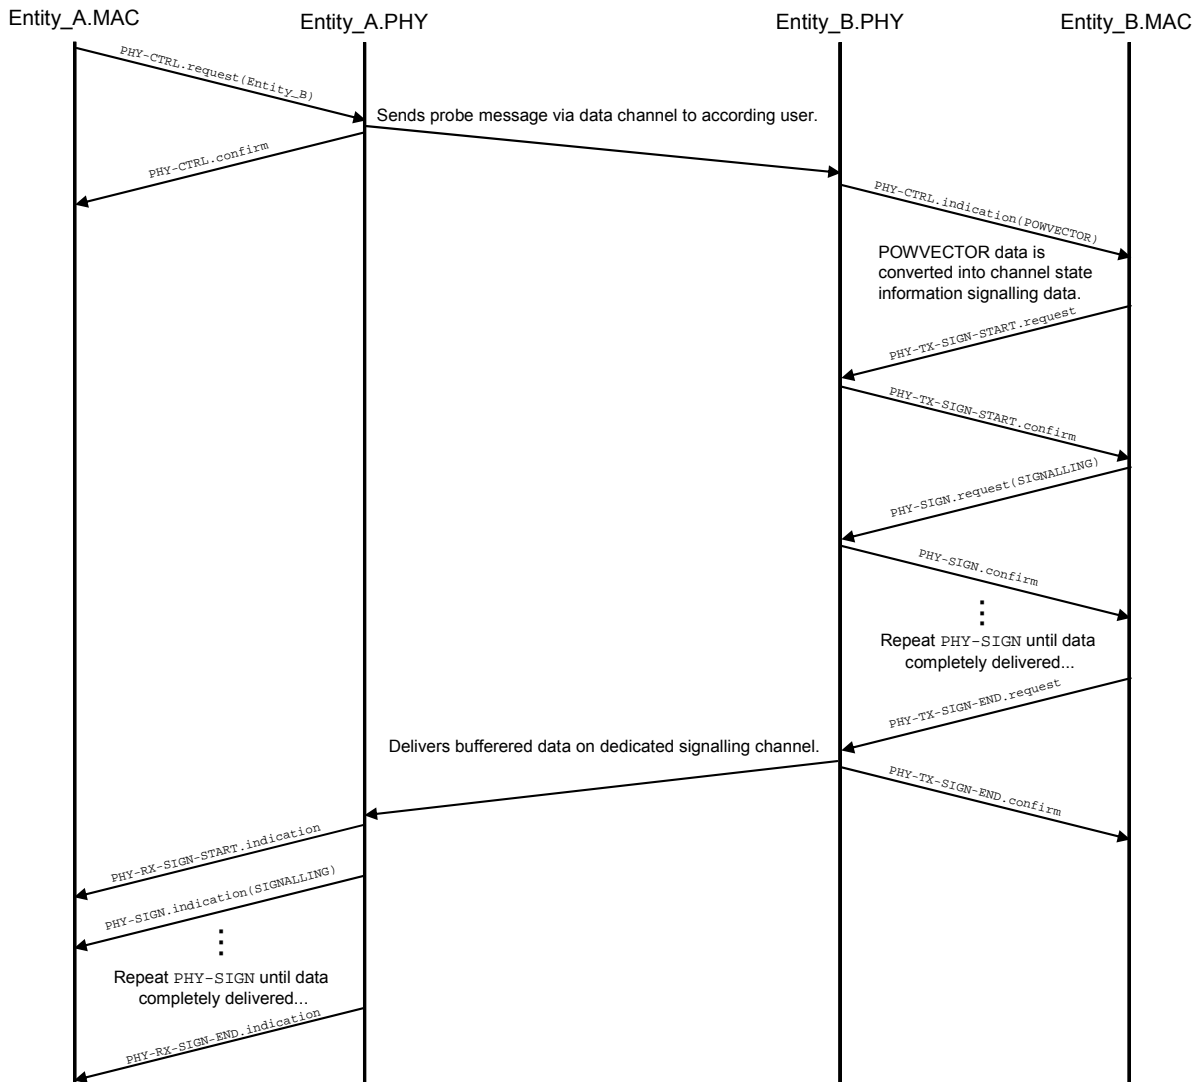 Entity_A.MAC
Entity_A.PHY
Entity_B.PHY
Entity_B.MAC
PHY-CTRL.request(Entity_B)
Sends probe message via data channel to according user.
PHY-CTRL.confirm
PHY-CTRL.indication(POWVECTOR)
POWVECTOR data is
converted into channel state
information signalling data.
PHY-TX-SIGN-START.request
PHY-TX-SIGN-START.confirm
PHY-SIGN.request(SIGNALLING)
PHY-SIGN.confirm
Repeat PHY-SIGN until data
completely delivered...
PHY-TX-SIGN-END.request
Delivers bufferered data on dedicated signalling channel.
PHY-TX-SIGN-END.confirm
PHY-RX-SIGN-START.indication
PHY-SIGN.indication(SIGNALLING)
Repeat PHY-SIGN until data
completely delivered...
PHY-RX-SIGN-END.indication